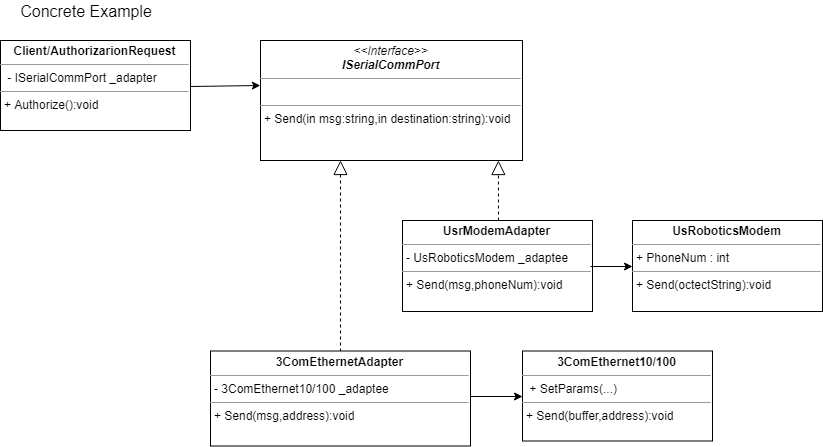 Concrete Example
Client/AuthorizarionRequest
- ISerialCommPort _adapter
+ Authorize():void
<<Interface>>
ISerialCommPort
+ Send(in msg:string,in destination:string):void
UsrModemAdapter
- UsRoboticsModem _adaptee
+ Send(msg,phoneNum):void
UsRoboticsModem
+ PhoneNum : int
+ Send(octectString):void
3ComEthernetAdapter
- 3ComEthernet10/100 _adaptee
+ Send(msg,address):void
3ComEthernet10/100
+ SetParams(...)
+ Send(buffer,address):void